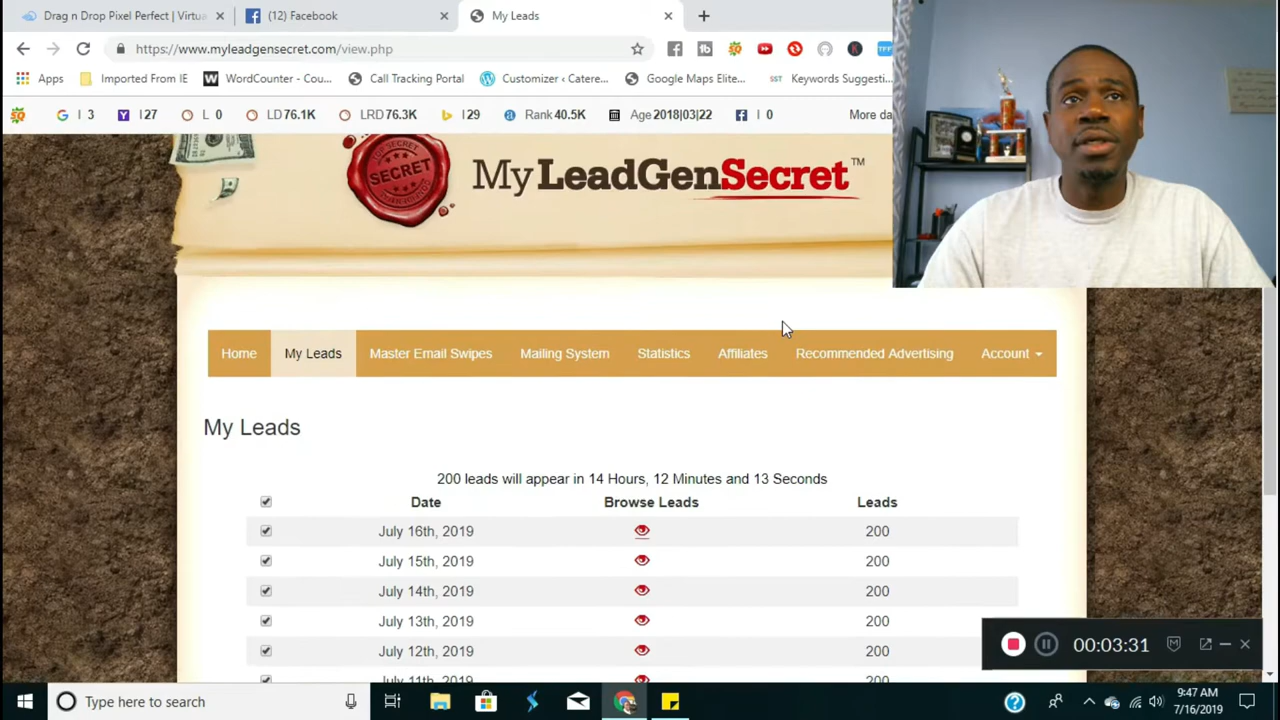 Drag n Drop Pixel Perfect | Virtua
(12) Facebook
My Leads
https://www.myleadgensecret.com/view.php
Apps
Imported From IE
WordCounter - Cou...
Call Tracking Portal
Customizer ‹ Catere...
Google Maps Elite...
Keywords Suggesti...
I 3
I 27
L 0
LD 76.1K
LRD 76.3K
I 29
Rank 40.5K
Age 2018|03|22
I 0
More da
SECRET
My LeadGenSecret™
Home
My Leads
Master Email Swipes
Mailing System
Statistics
Affiliates
Recommended Advertising
Account
My Leads
200 leads will appear in 14 Hours, 12 Minutes and 13 Seconds
Date Browse Leads Leads
July 16th, 2019 200
July 15th, 2019 200
July 14th, 2019 200
July 13th, 2019 200
July 12th, 2019 200
July 11th, 2019 200
00:03:31
Type here to search
9:47 AM
7/16/2019